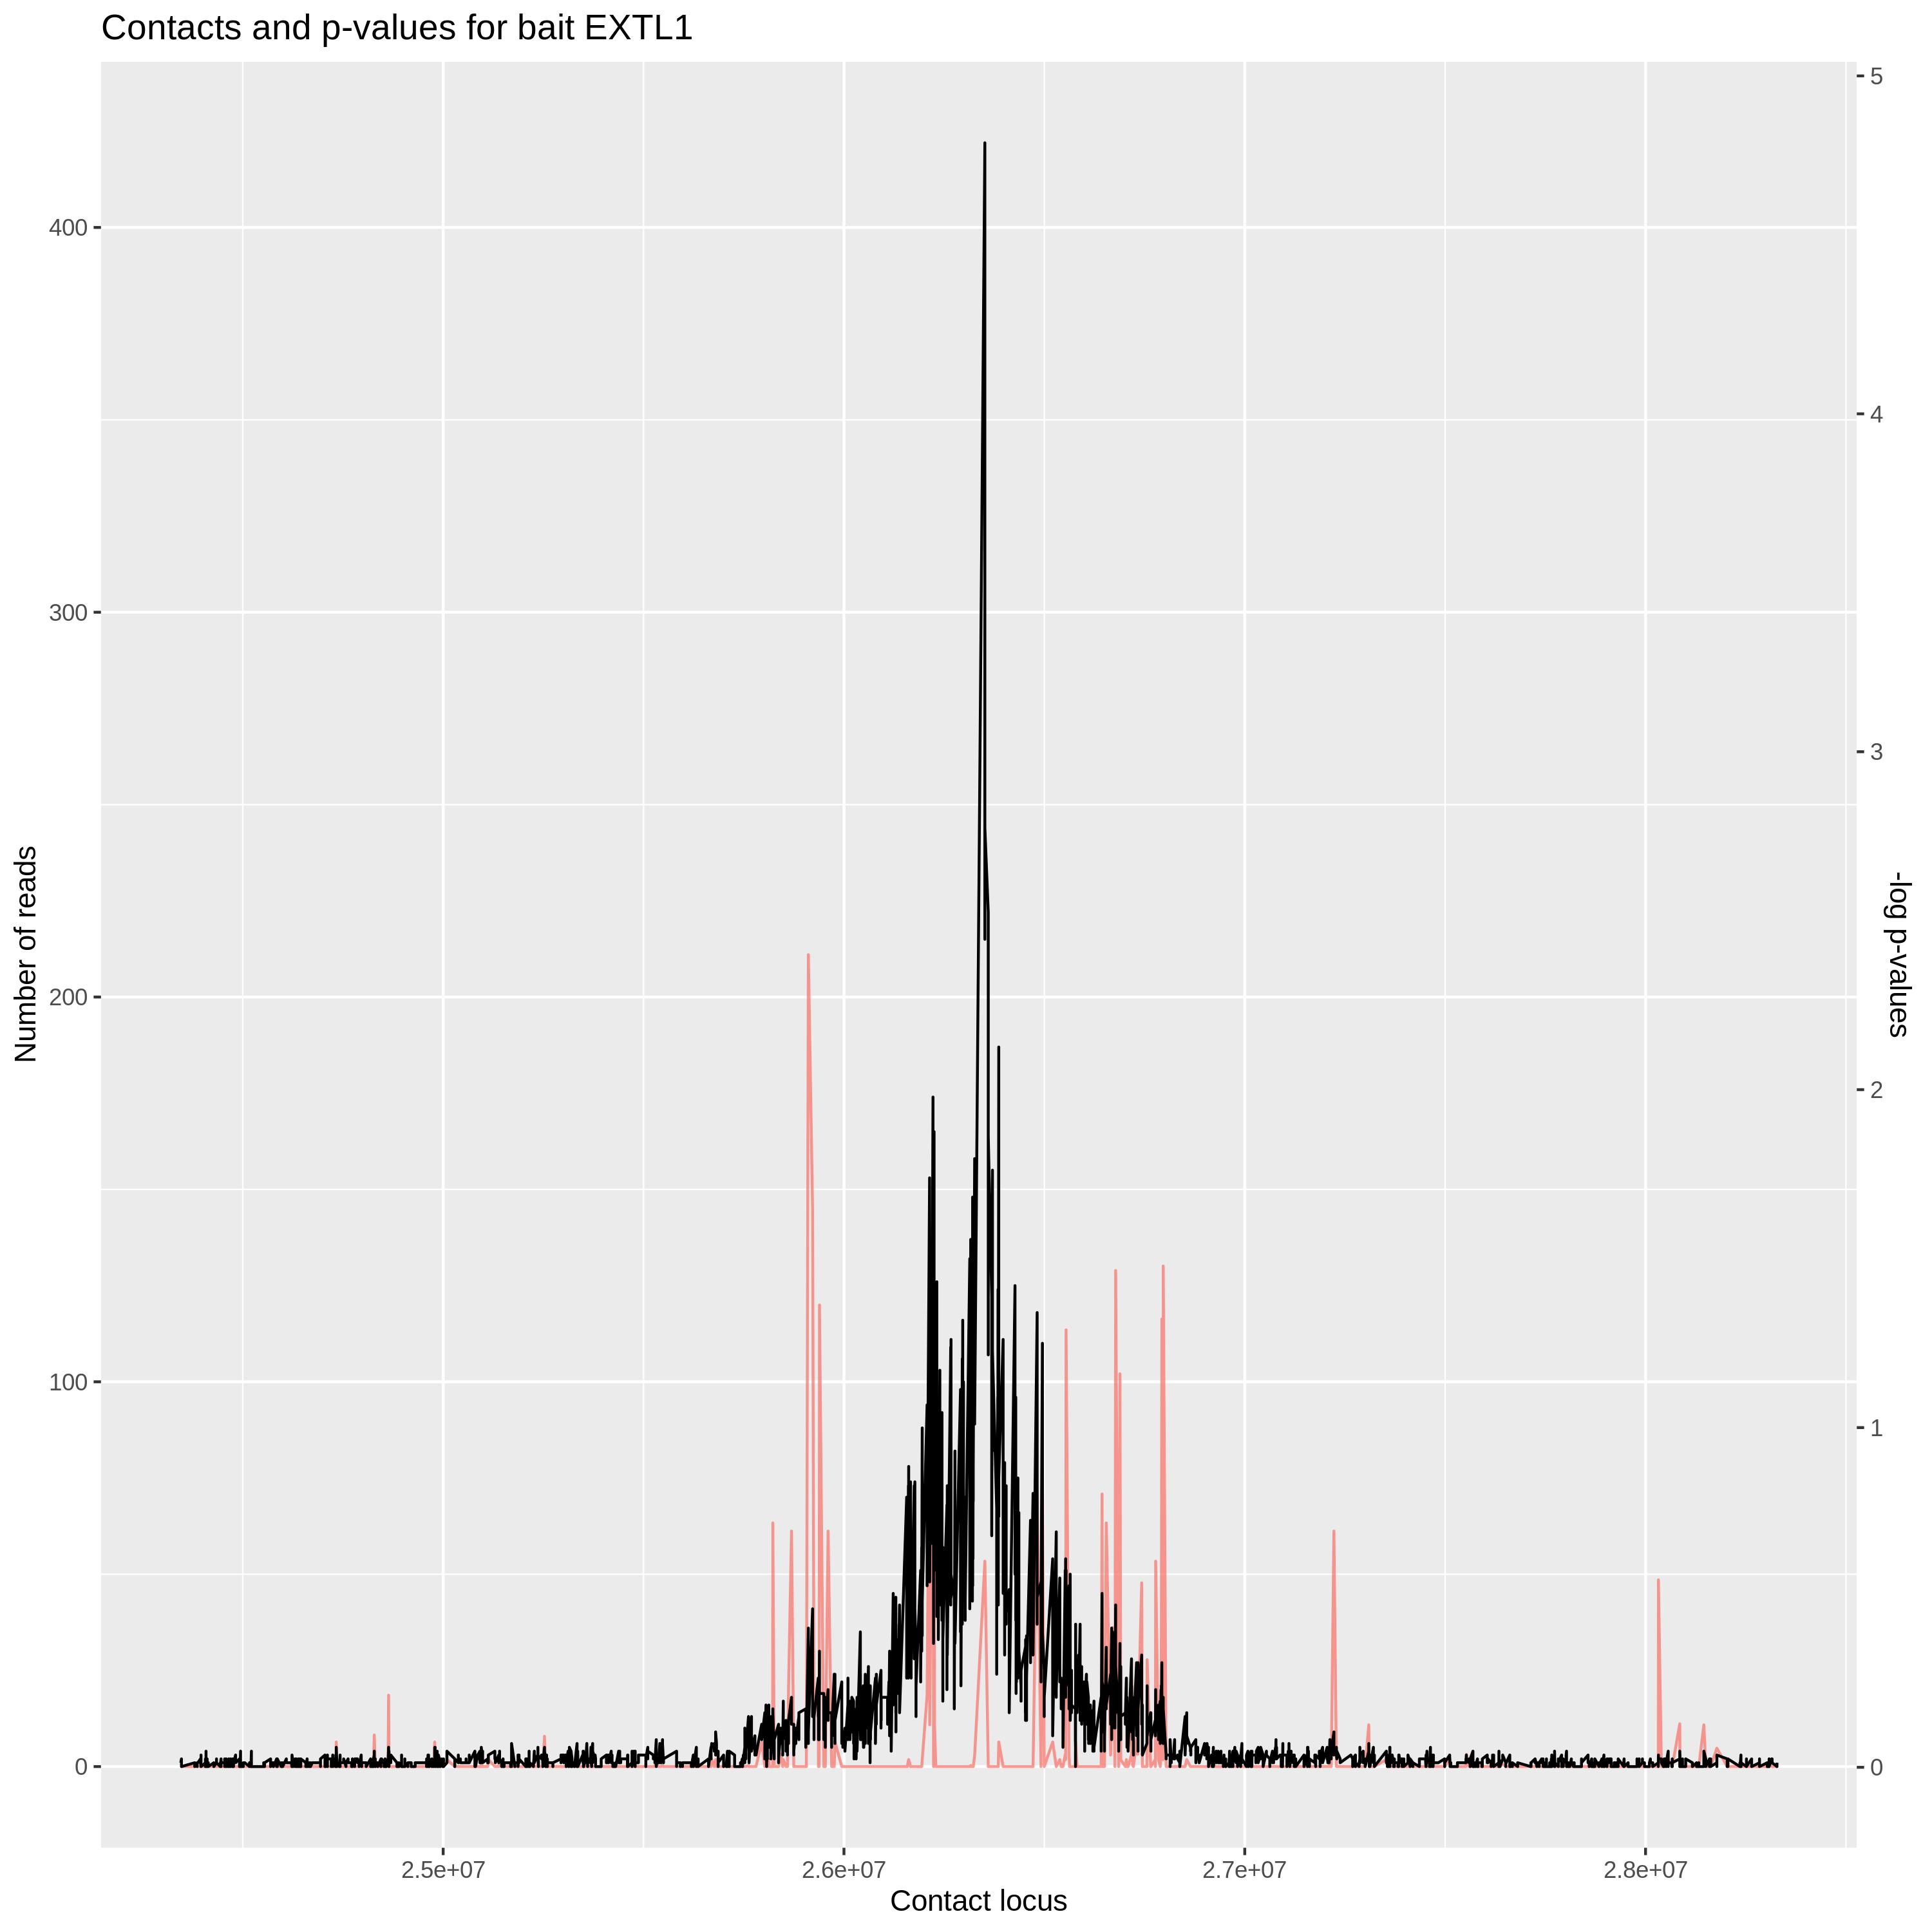 Contacts and p-values for bait EXTL1
5
4
3
2
1
0
400
300
200
100
0
Number of reads
-log p-values
2.5e+07 2.6e+07 2.7e+07 2.8e+07
Contact locus